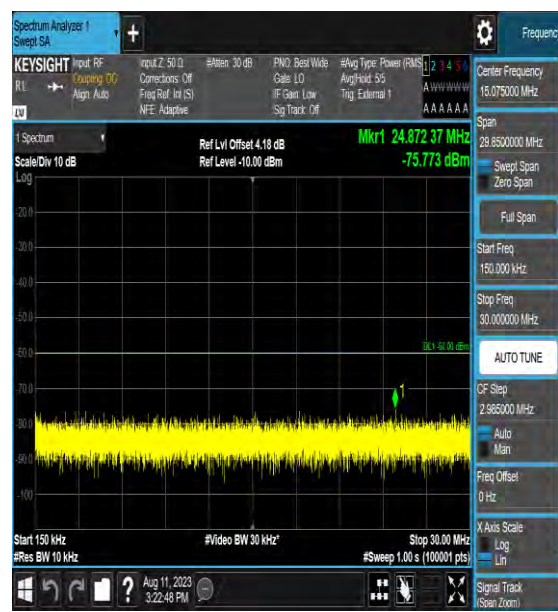 Spectrum Analyzer 1
Swept SA
+
Frequency
KEYSIGHT
Input: RF
Coupling: DC
Align: Auto
Input Z: 50 Ω
Corrections: Off
Freq Ref: Int (S)
NFE: Adaptive
#Atten: 30 dB
PNO: Best Wide
Gate: LO
IF Gain: Low
Sig Track: Off
#Avg Type: Power (RMS
Avg|Hold: 5/5
Trig: External 1
1 2 3 4 5 6
A W W W W W
A A A A A A
RL
LW
1 Spectrum
Scale/Div 10 dB
Log
Ref Lvl Offset 4.18 dB
Ref Level -10.00 dBm
Mkr1 24.872 37 MHz
-75.773 dBm
-20.0
-30.0
-40.0
-50.0
-60.0
-70.0
-80.0
-90.0
-100
DL1 -60.00 dBm
1
Start 150 kHz
#Res BW 10 kHz
#Video BW 30 kHz*
Stop 30.00 MHz
#Sweep 1.00 s (100001 pts)
Aug 11, 2023
3:22:48 PM
?
Center Frequency
15.075000 MHz
Span
29.8500000 MHz
Swept Span
Zero Span
Full Span
Start Freq
150.000 kHz
Stop Freq
30.000000 MHz
AUTO TUNE
CF Step
2.985000 MHz
Auto
Man
Freq Offset
0 Hz
X Axis Scale
Log
Lin
Signal Track
(Span Zoom)